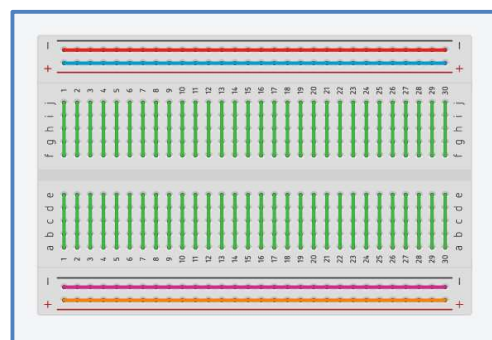 − −
+ +
1 2 3 4 5 6 7 8 9 10 11 12 13 14 15 16 17 18 19 20 21 22 23 24 25 26 27 28 29 30
j j
i i
h h
g g
f f
e e
d d
c c
b b
a a
1 2 3 4 5 6 7 8 9 10 11 12 13 14 15 16 17 18 19 20 21 22 23 24 25 26 27 28 29 30
− −
+ +